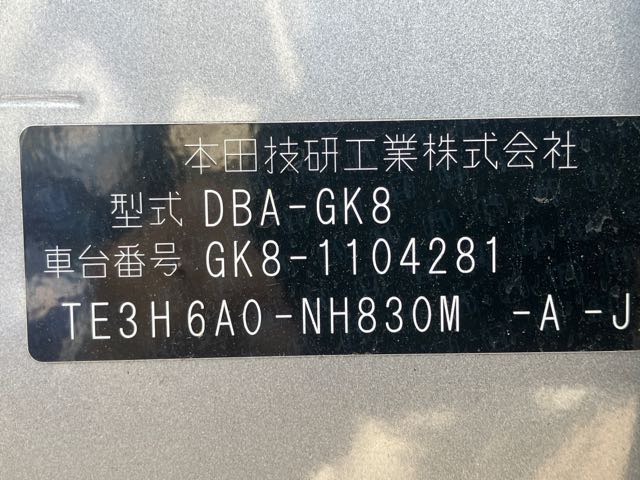 本田技研工業株式会社
型式 DBA-GK8
車台番号 GK8-1104281
TE3H6A0-NH830M -A -J